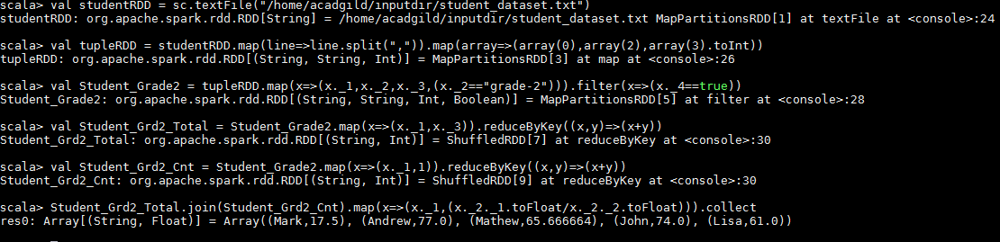 scala> val studentRDD = sc.textFile("/home/acadgild/inputdir/student_dataset.txt")
studentRDD: org.apache.spark.rdd.RDD[String] = /home/acadgild/inputdir/student_dataset.txt MapPartitionsRDD[1] at textFile at <console>:24
scala> val tupleRDD = studentRDD.map(line=>line.split(",")).map(array=>(array(0),array(2),array(3).toInt))
tupleRDD: org.apache.spark.rdd.RDD[(String, String, Int)] = MapPartitionsRDD[3] at map at <console>:26
scala> val Student_Grade2 = tupleRDD.map(x=>(x._1,x._2,x._3,(x._2=="grade-2"))).filter(x=>(x._4==true))
Student_Grade2: org.apache.spark.rdd.RDD[(String, String, Int, Boolean)] = MapPartitionsRDD[5] at filter at <console>:28
scala> val Student_Grd2_Total = Student_Grade2.map(x=>(x._1,x._3)).reduceByKey((x,y)=>(x+y))
Student_Grd2_Total: org.apache.spark.rdd.RDD[(String, Int)] = ShuffledRDD[7] at reduceByKey at <console>:30
scala> val Student_Grd2_Cnt = Student_Grade2.map(x=>(x._1,1)).reduceByKey((x,y)=>(x+y))
Student_Grd2_Cnt: org.apache.spark.rdd.RDD[(String, Int)] = ShuffledRDD[9] at reduceByKey at <console>:30
scala> Student_Grd2_Total.join(Student_Grd2_Cnt).map(x=>(x._1,(x._2._1.toFloat/x._2._2.toFloat))).collect
res0: Array[(String, Float)] = Array((Mark,17.5), (Andrew,77.0), (Mathew,65.666664), (John,74.0), (Lisa,61.0))